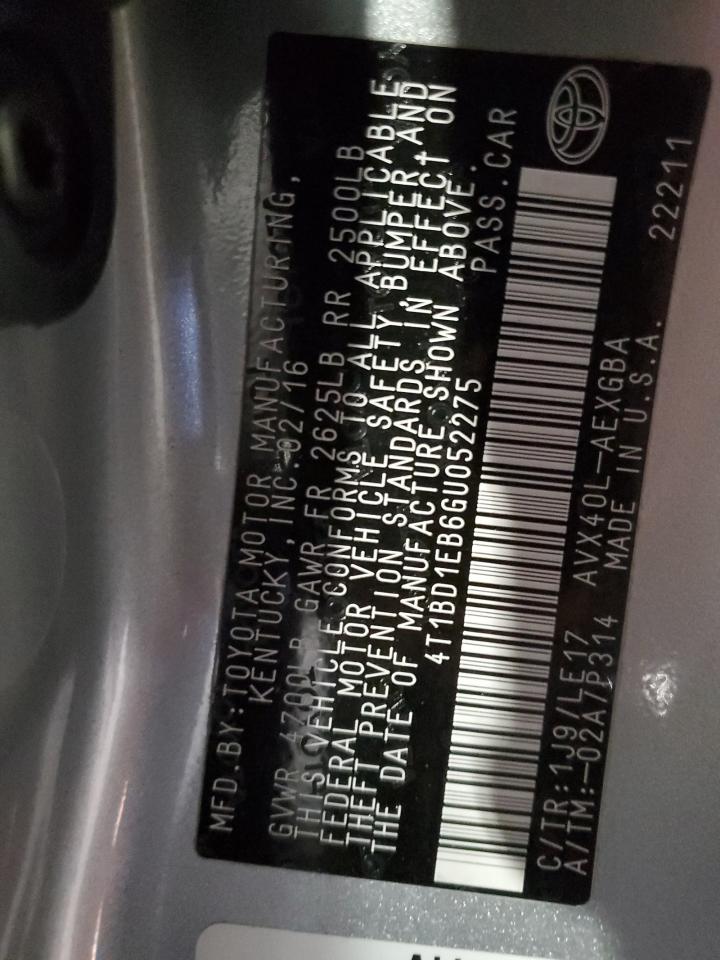 MFD.BY:TOYOTA MOTOR MANUFACTURING,
KENTUCKY,INC.02/16
GVWR 4700LB GAWR FR 2625LB RR 2500LB
THIS VEHICLE CONFORMS TO ALL APPLICABLE
FEDERAL MOTOR VEHICLE SAFETY, BUMPER, AND
THEFT PREVENTION STANDARDS IN EFFECT ON
THE DATE OF MANUFACTURE SHOWN ABOVE.
4T1BD1EB6GU052275 PASS.CAR
C/TR:1J9/LE17 AVX40L-AEXGBA
A/TM:-02A/P314 MADE IN U.S.A. 22211